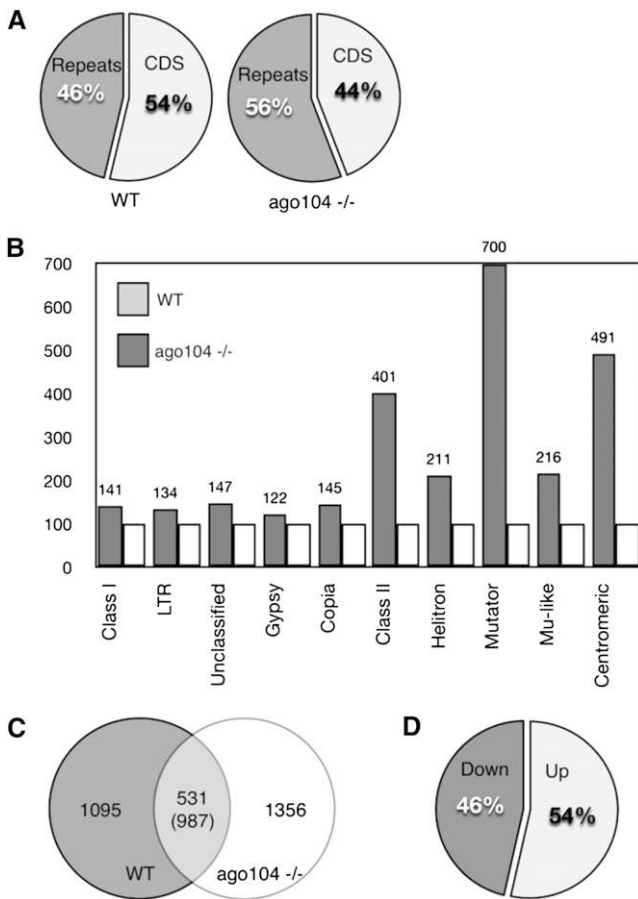 A
Repeats
46%
CDS
54%
WT
Repeats
56%
CDS
44%
ago104 -/-
B
700
600
500
400
300
200
100
0
WT
ago104 -/-
141
134
147
122
145
401
211
700
216
491
Class I
LTR
Unclassified
Gypsy
Copia
Class II
Helitron
Mutator
Mu-like
Centromeric
C
1095
531
(987)
1356
WT
ago104 -/-
D
Down
46%
Up
54%